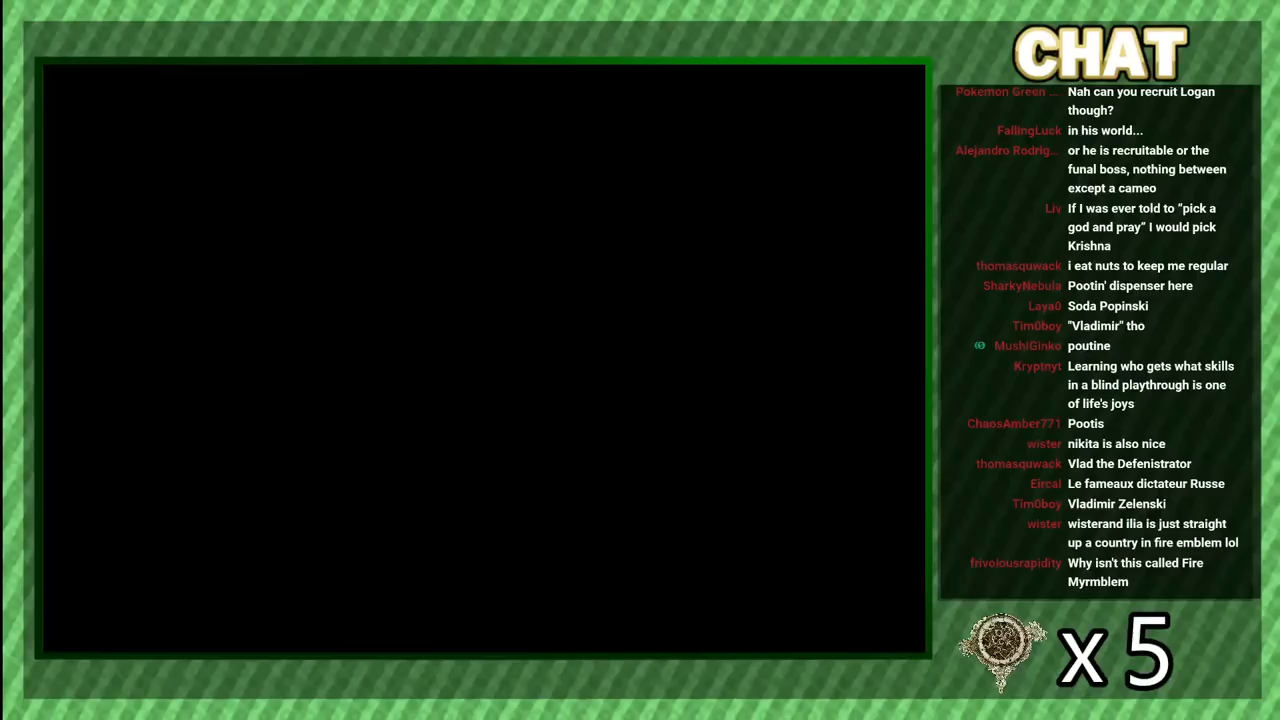 CHAT
Pokemon Green ... Nah can you recruit Logan
though?
FallingLuck in his world...
Alejandro Rodrig... or he is recruitable or the
funal boss, nothing between
except a cameo
Liv If I was ever told to "pick a
god and pray" I would pick
Krishna
thomasquwack i eat nuts to keep me regular
SharkyNebula Pootin' dispenser here
Laya0 Soda Popinski
Tim0boy "Vladimir" tho
MushiGinko poutine
Kryptnyt Learning who gets what skills
in a blind playthrough is one
of life's joys
ChaosAmber771 Pootis
wister nikita is also nice
thomasquwack Vlad the Defenistrator
Eircal Le fameaux dictateur Russe
Tim0boy Vladimir Zelenski
wister wisterand ilia is just straight
up a country in fire emblem lol
frivolousrapidity Why isn't this called Fire
Myrmblem
x 5